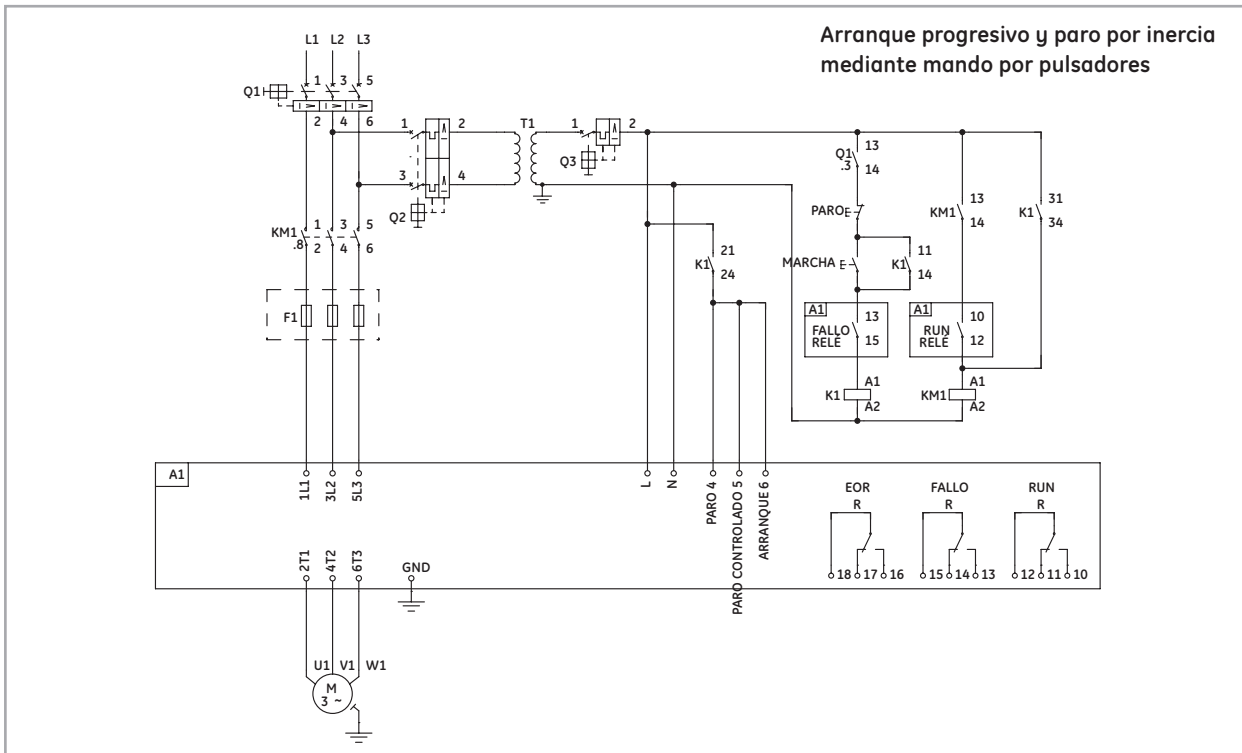 Arranque progresivo y paro por inercia
mediante mando por pulsadores
L1 L2 L3
Q1
1 3 5
2 4 6
1 2
3 4
Q2
T1
1 2
Q3
Q1
.3
13
14
PARO E
MARCHA E
K1
11
14
KM1
13
14
K1
31
34
KM1
.8
1 3 5
2 4 6
F1
K1
21
24
A1
FALLO
RELÉ
13
15
A1
RUN
RELÉ
10
12
K1
A1
A2
KM1
A1
A2
A1
1L1
3L2
5L3
L
N
PARO 4
PARO CONTROLADO 5
ARRANQUE 6
EOR
R
18 17 16
FALLO
R
15 14 13
RUN
R
12 11 10
2T1
4T2
6T3
GND
U1 V1 W1
M
3 ~